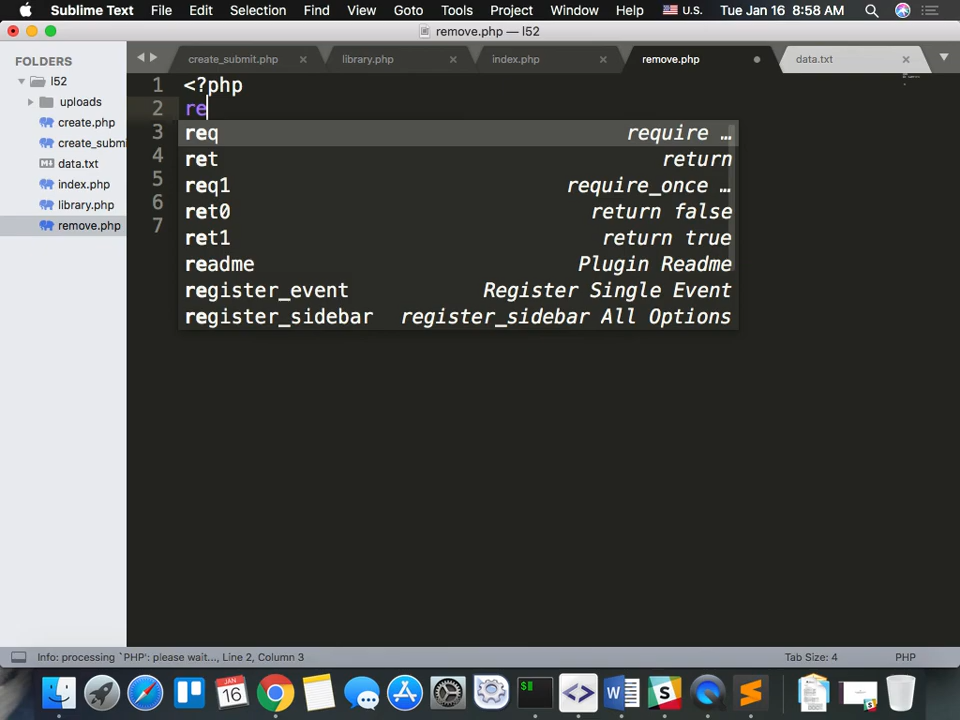 Sublime Text File Edit Selection Find View Goto Tools Project Window Help U.S. Tue Jan 16 8:58 AM
remove.php — l52
FOLDERS
l52
uploads
create.php
create_submi
data.txt
index.php
library.php
remove.php
create_submit.php library.php index.php remove.php data.txt
1 <?php
2 re
3
4
5
6
7
req require …
ret return
req1 require_once …
ret0 return false
ret1 return true
readme Plugin Readme
register_event Register Single Event
register_sidebar register_sidebar All Options
Info: processing `PHP': please wait..., Line 2, Column 3 Tab Size: 4 PHP
JAN
16